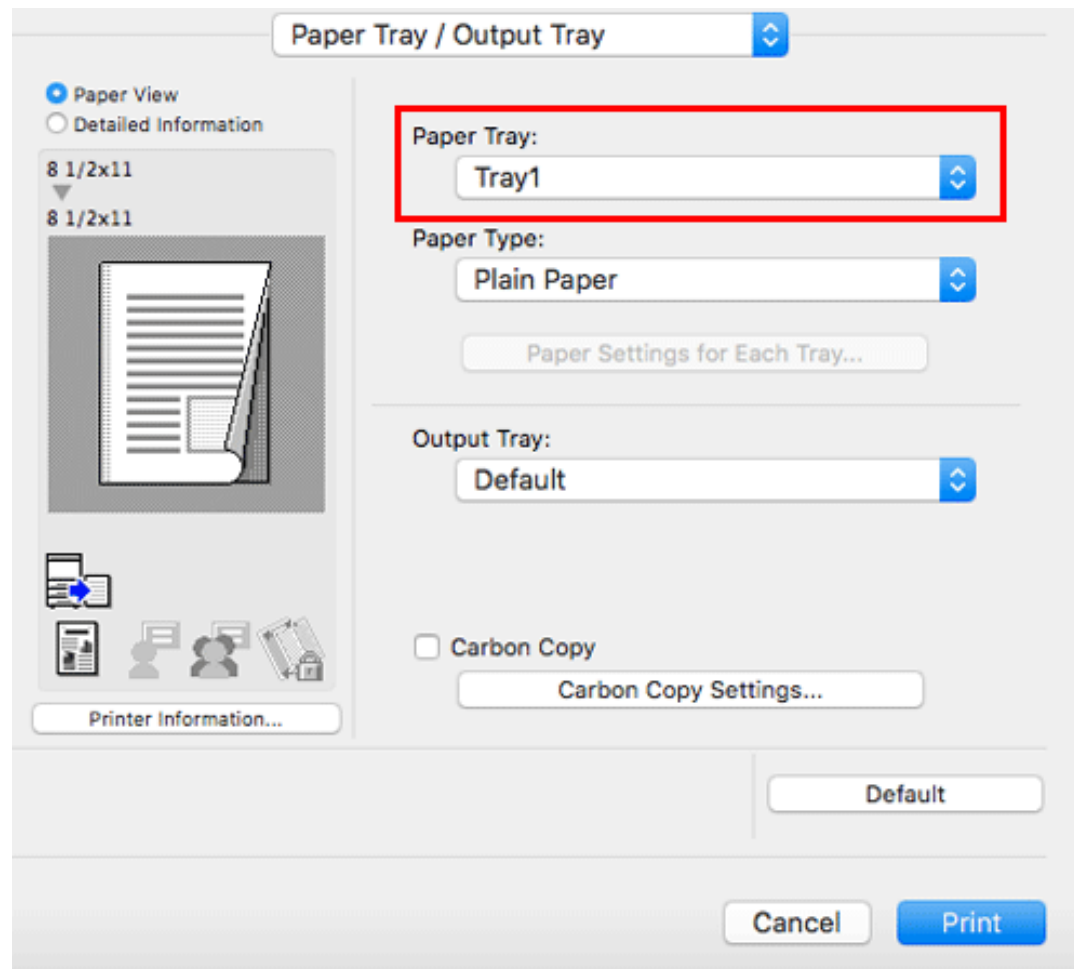 Paper Tray / Output Tray
Paper View
Detailed Information
8 1/2x11
8 1/2x11
Printer Information...
Paper Tray:
Tray1
Paper Type:
Plain Paper
Paper Settings for Each Tray...
Output Tray:
Default
Carbon Copy
Carbon Copy Settings...
Default
Cancel
Print